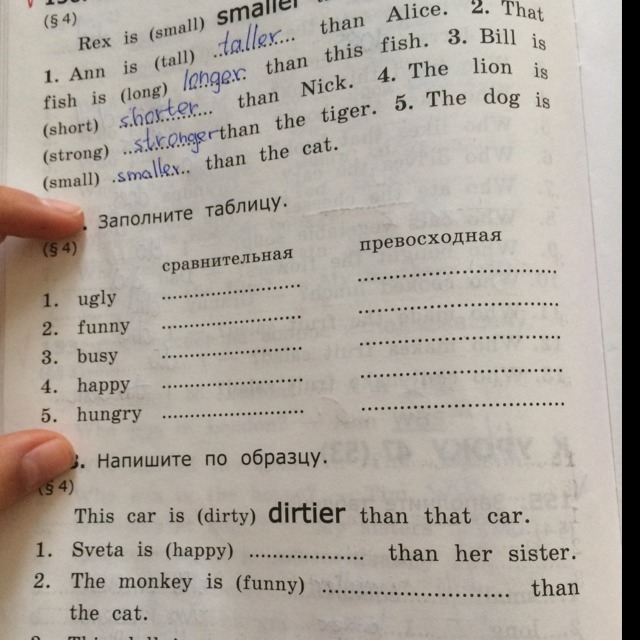 (§ 4)
Rex is (small) smaller than Alice. 2. That
1. Ann is (tall) ..taller.... than this fish. 3. Bill is
fish is (long) longer. than Nick. 4. The lion is
(short) .shorter.... than the tiger. 5. The dog is
(strong) ..stronger than the cat.
(small) .smaller..
. Заполните таблицу.
(§ 4)
сравнительная превосходная
1. ugly ........................ ..................................
2. funny ........................ ..................................
3. busy ........................ ..................................
4. happy ........................ ..................................
5. hungry ........................ ..................................
. Напишите по образцу.
(§ 4)
This car is (dirty) dirtier than that car.
1. Sveta is (happy) .................... than her sister.
2. The monkey is (funny) .............................. than
the cat.